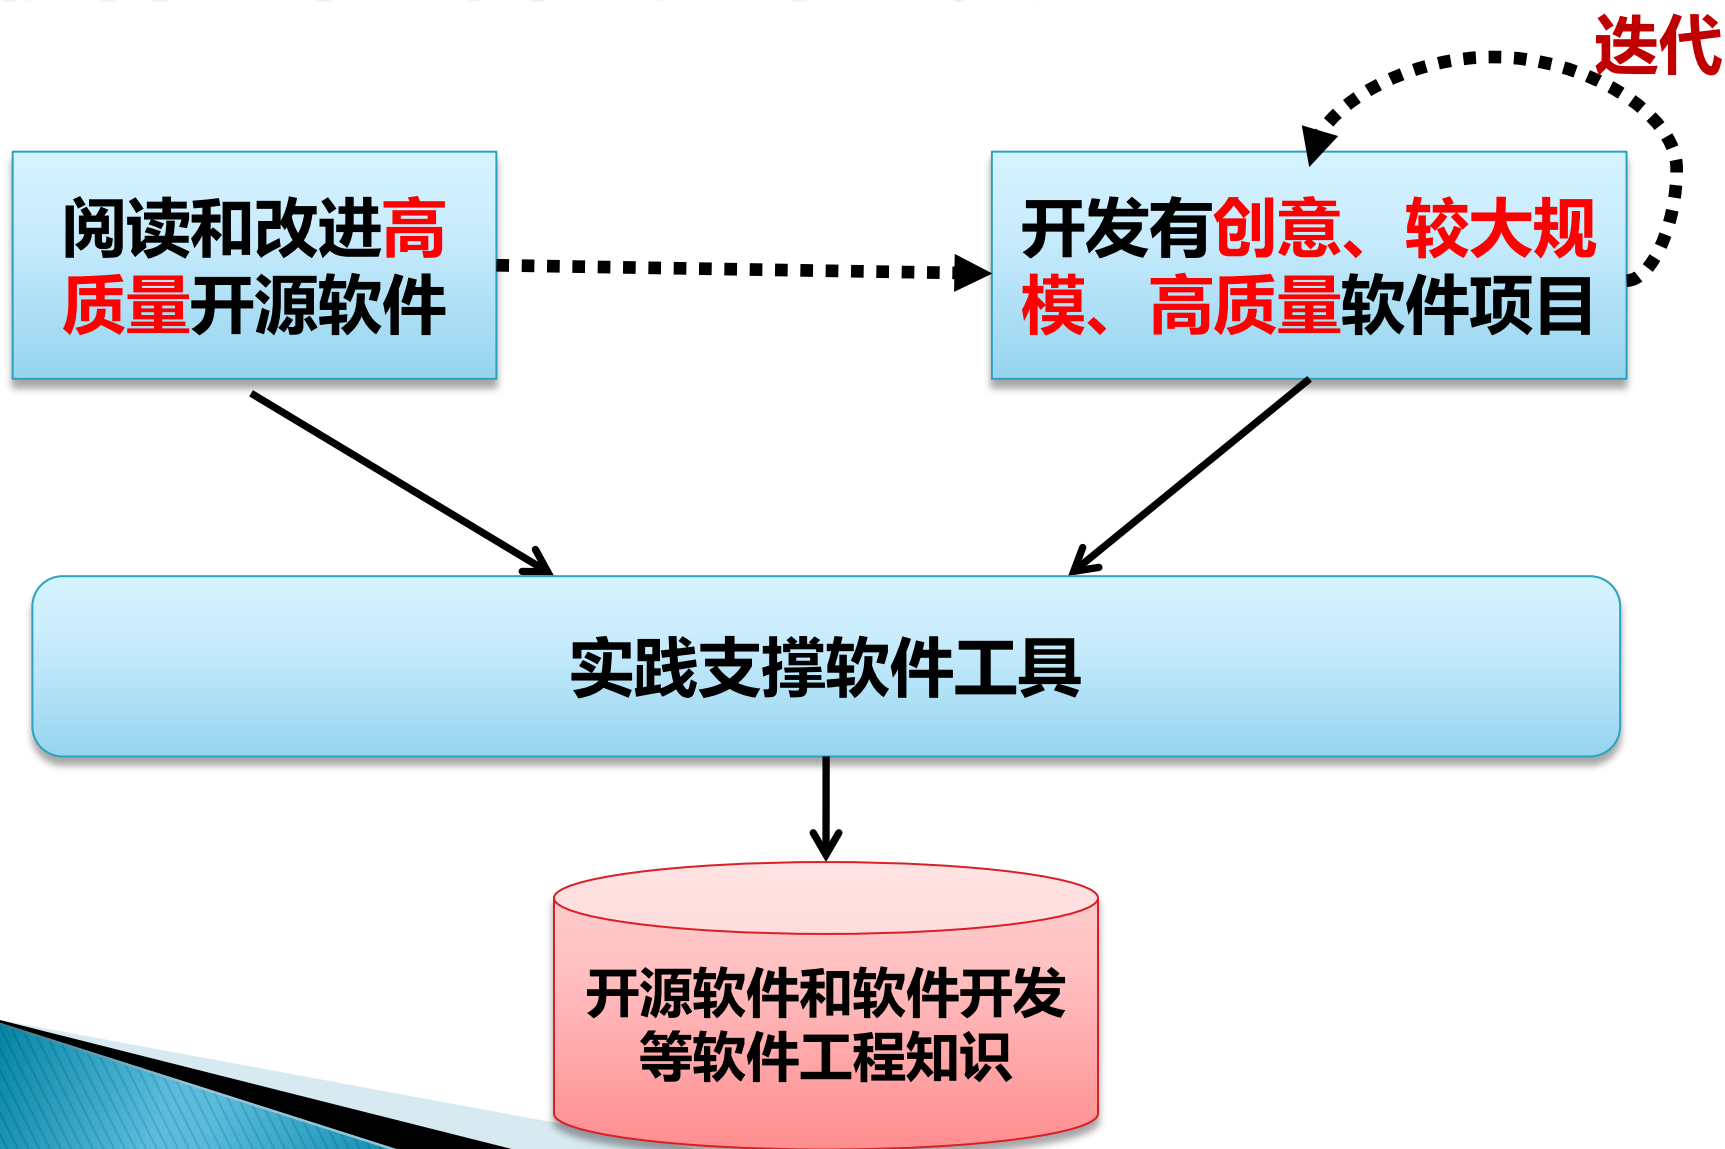 迭代
阅读和改进高
质量开源软件
开发有创意、较大规
模、高质量软件项目
实践支撑软件工具
开源软件和软件开发
等软件工程知识